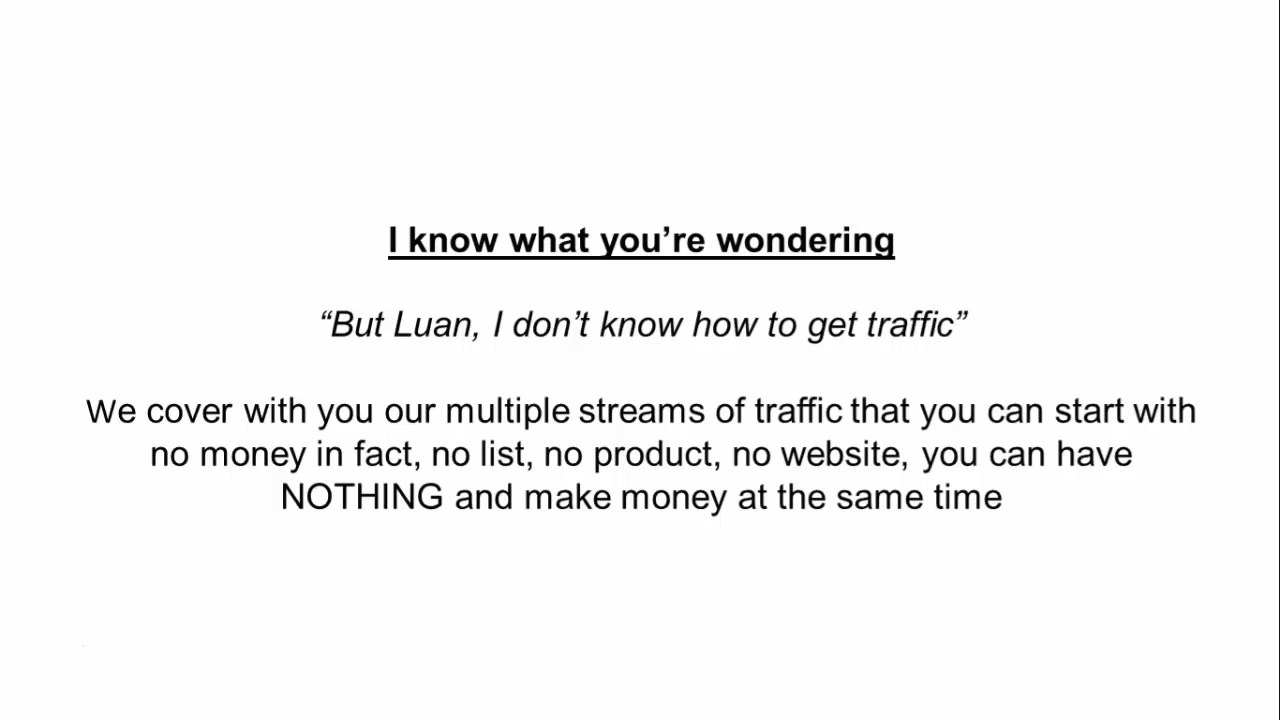 I know what you’re wondering
“But Luan, I don’t know how to get traffic”
We cover with you our multiple streams of traffic that you can start with
no money in fact, no list, no product, no website, you can have
NOTHING and make money at the same time